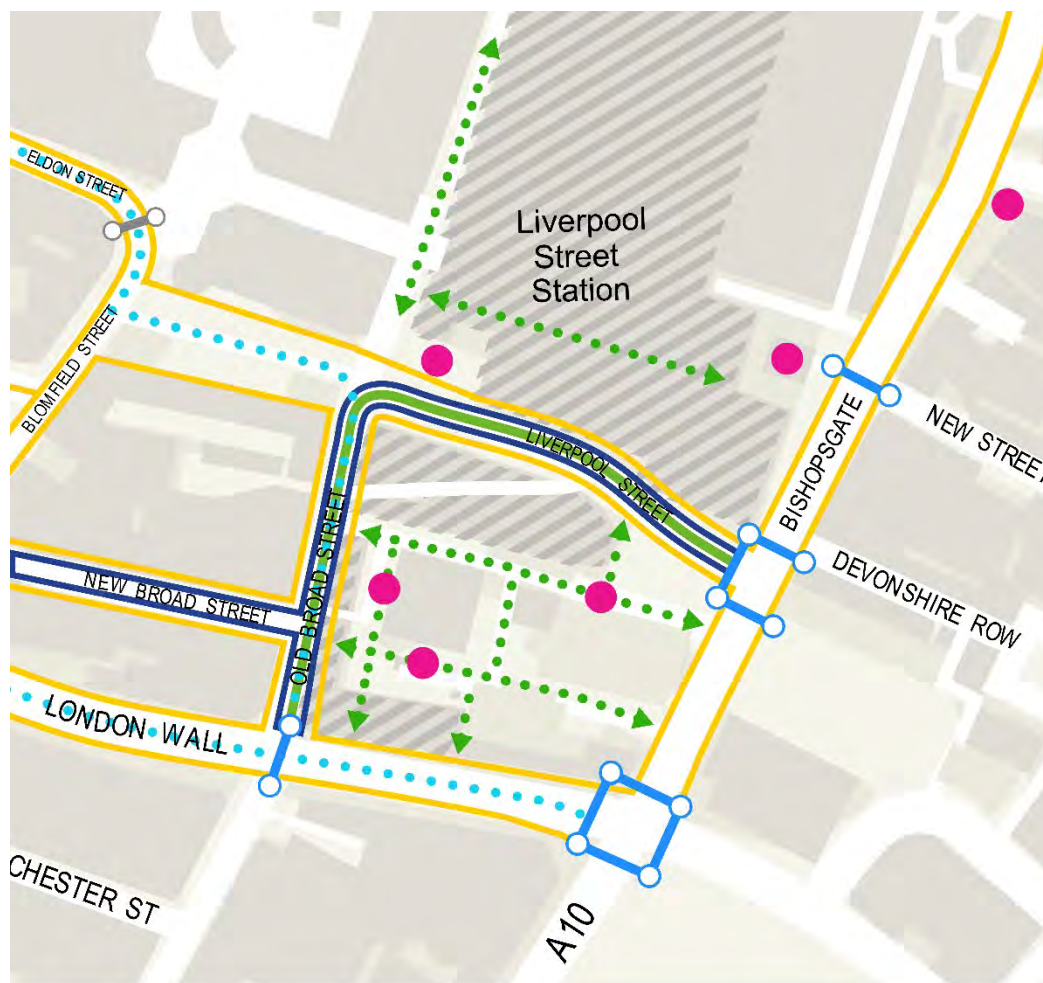 ELDON STREET
Liverpool
Street
Station
BLOMFIELD STREET
LIVERPOOL STREET
BISHOPSGATE
NEW STREET
OLD BROAD STREET
NEW BROAD STREET
DEVONSHIRE ROW
LONDON WALL
CHESTER ST
A10